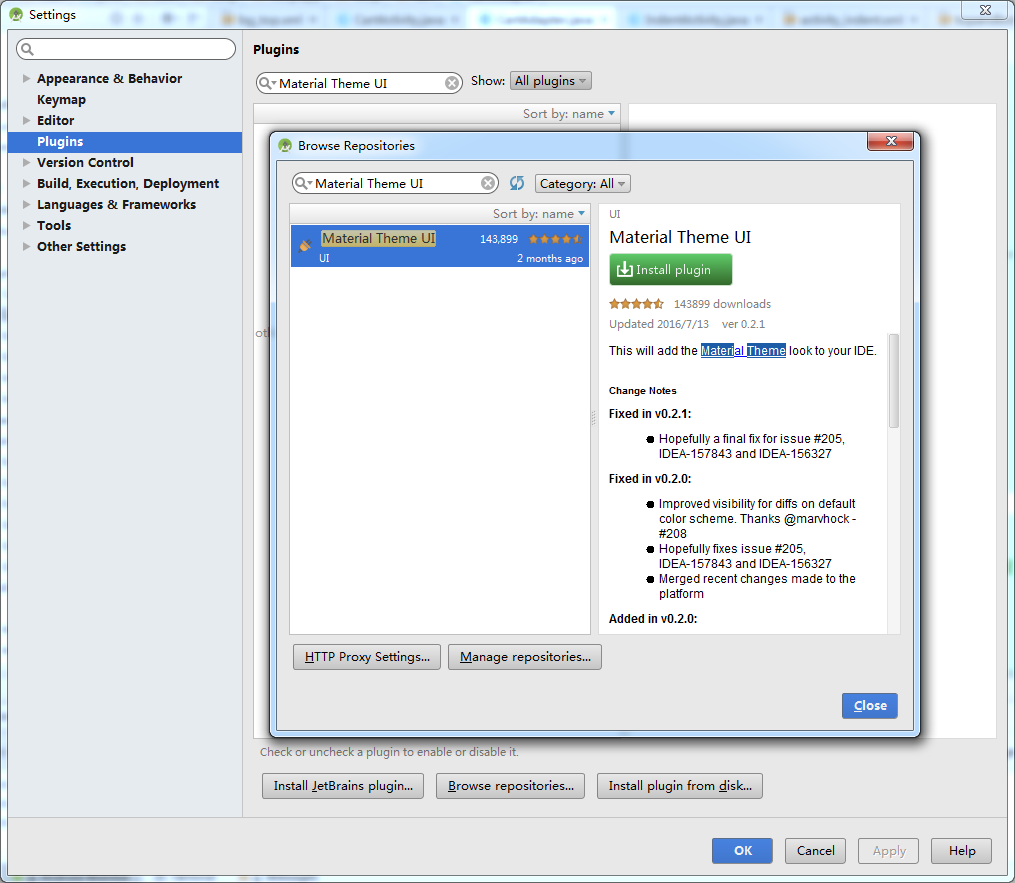 Settings
Plugins
Appearance & Behavior
Keymap
Editor
Plugins
Version Control
Build, Execution, Deployment
Languages & Frameworks
Tools
Other Settings
Material Theme UI
Show: All plugins
Sort by: name
Browse Repositories
Material Theme UI
Category: All
Sort by: name
Material Theme UI 143,899
UI 2 months ago
UI
Material Theme UI
Install plugin
143899 downloads
Updated 2016/7/13 ver 0.2.1
This will add the Material Theme look to your IDE.
Change Notes
Fixed in v0.2.1:
Hopefully a final fix for issue #205,
IDEA-157843 and IDEA-156327
Fixed in v0.2.0:
Improved visibility for diffs on default
color scheme. Thanks @marvhock -
#208
Hopefully fixes issue #205,
IDEA-157843 and IDEA-156327
Merged recent changes made to the
platform
Added in v0.2.0:
HTTP Proxy Settings...
Manage repositories...
Close
Check or uncheck a plugin to enable or disable it.
Install JetBrains plugin...
Browse repositories...
Install plugin from disk...
OK
Cancel
Apply
Help